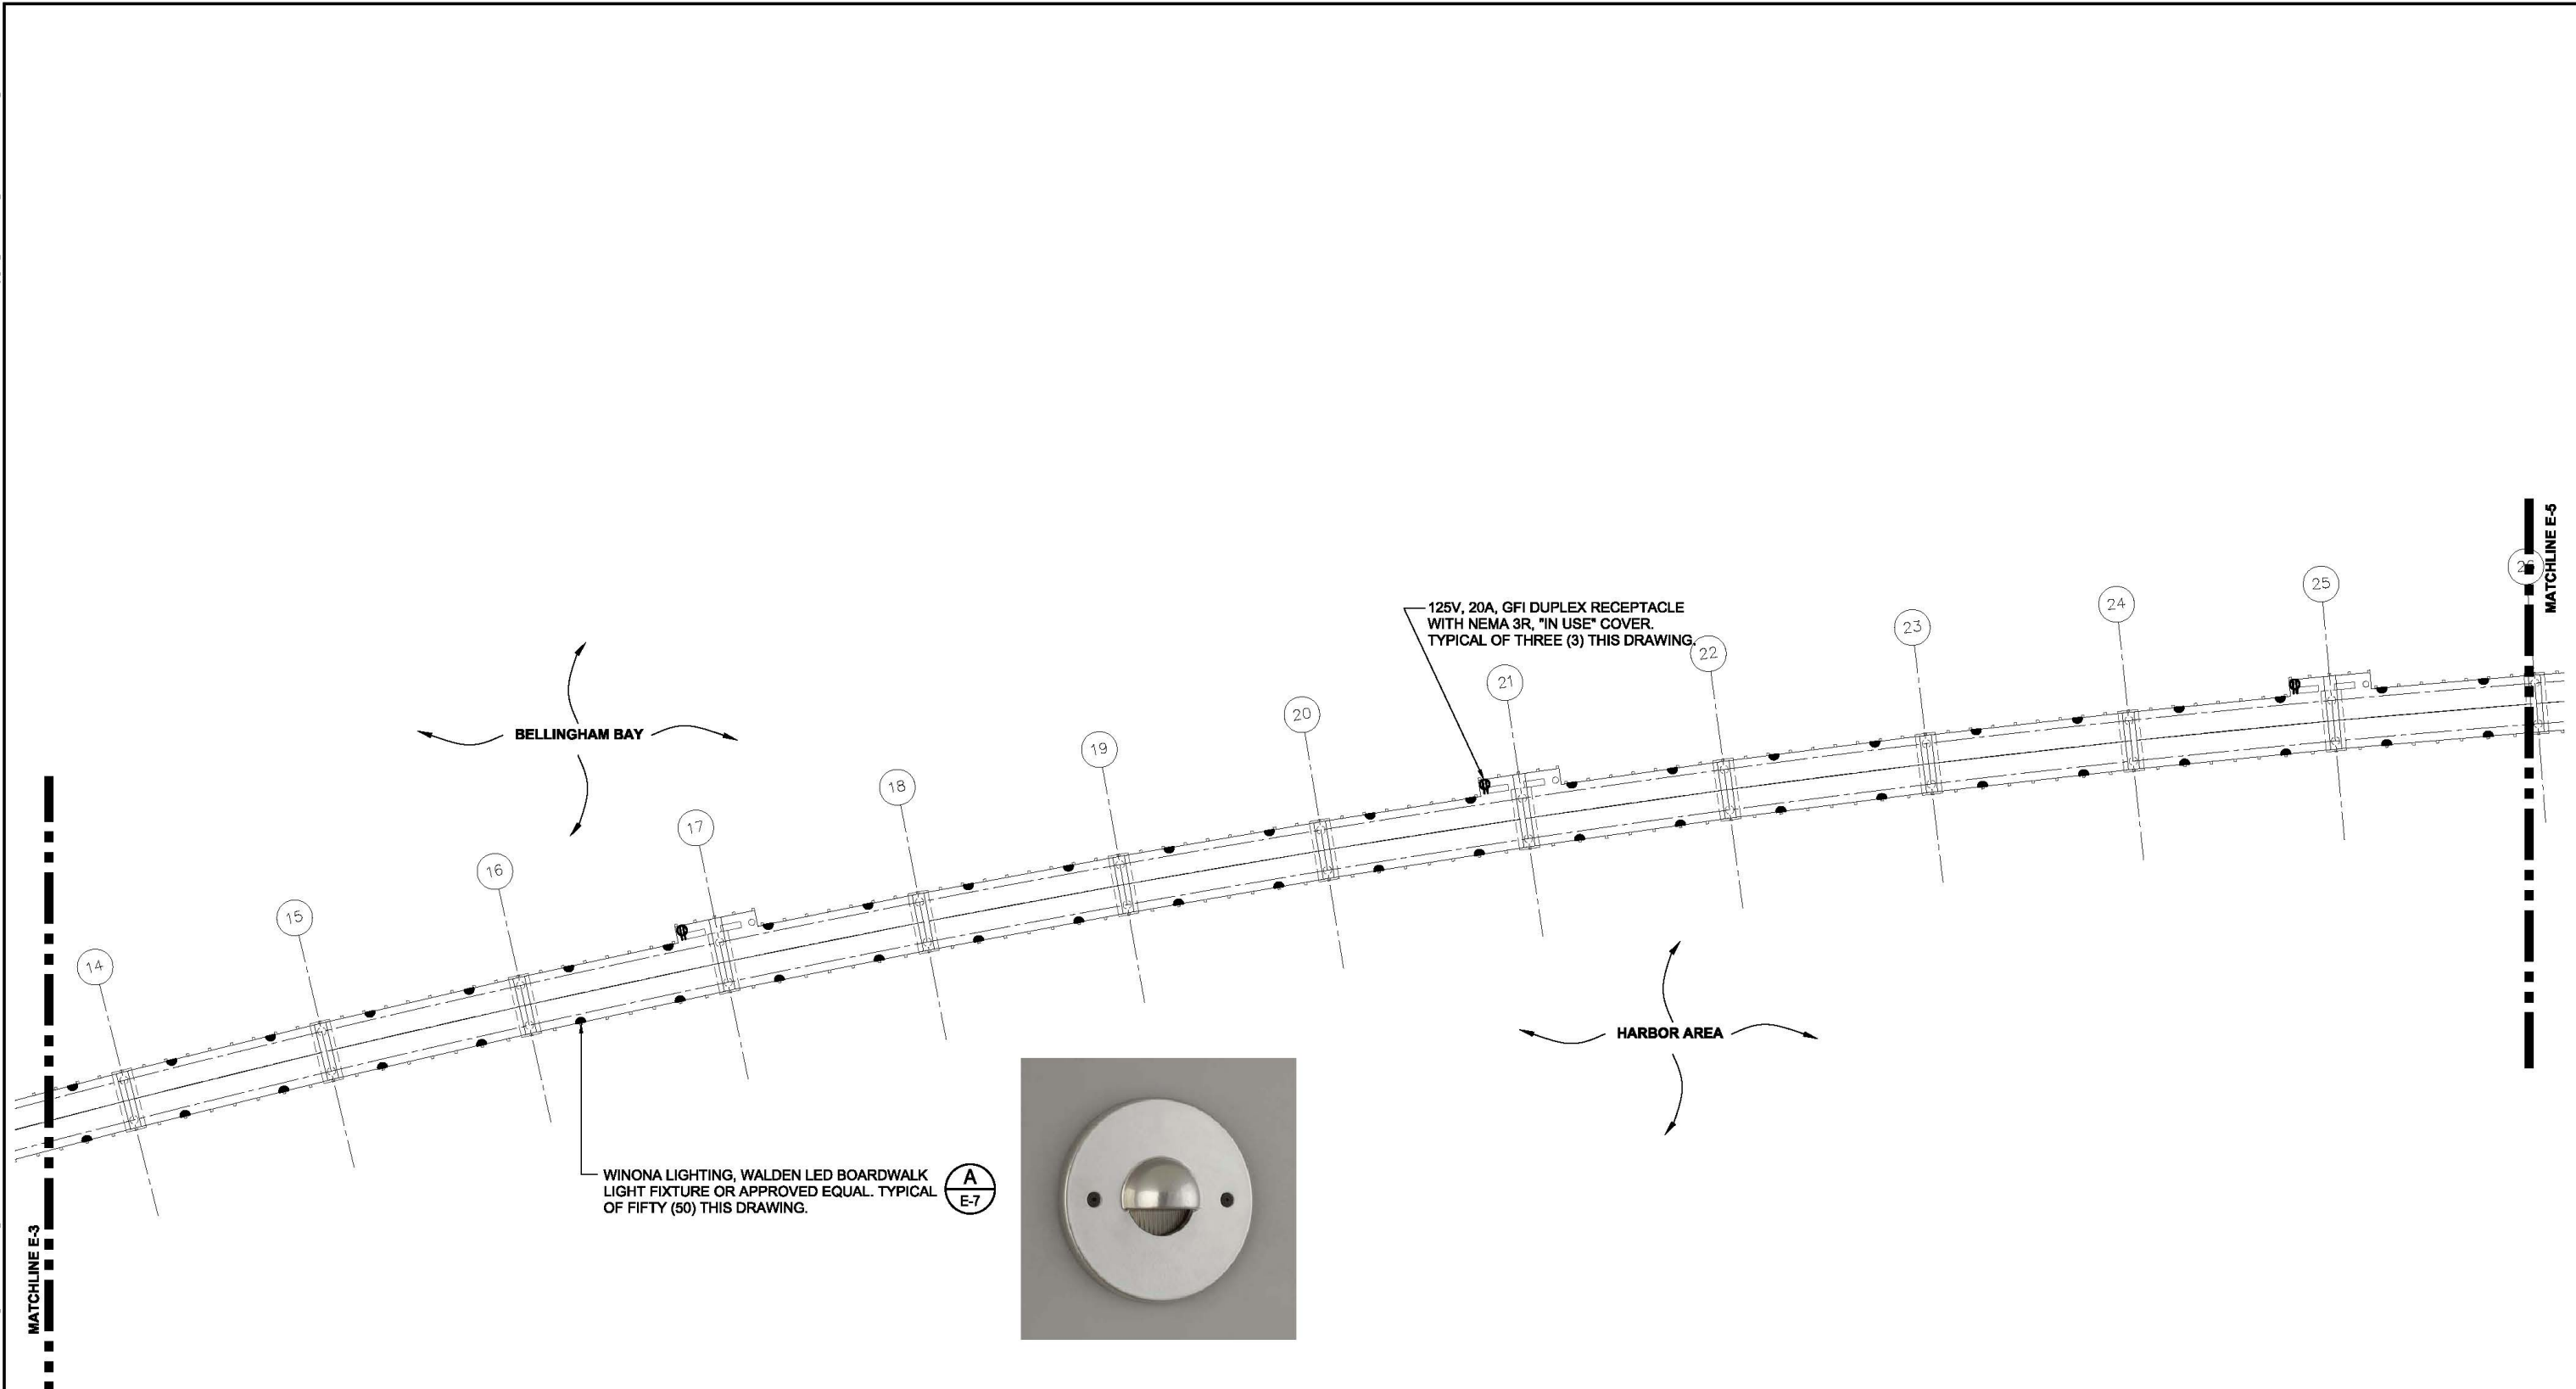 MATCHLINE E-5
26
25
24
125V, 20A, GFI DUPLEX RECEPTACLE
WITH NEMA 3R, "IN USE" COVER.
TYPICAL OF THREE (3) THIS DRAWING.
23
22
21
20
BELLINGHAM BAY
19
18
17
16
15
14
HARBOR AREA
WINONA LIGHTING, WALDEN LED BOARDWALK
LIGHT FIXTURE OR APPROVED EQUAL. TYPICAL
OF FIFTY (50) THIS DRAWING.
A
E-7
MATCHLINE E-3